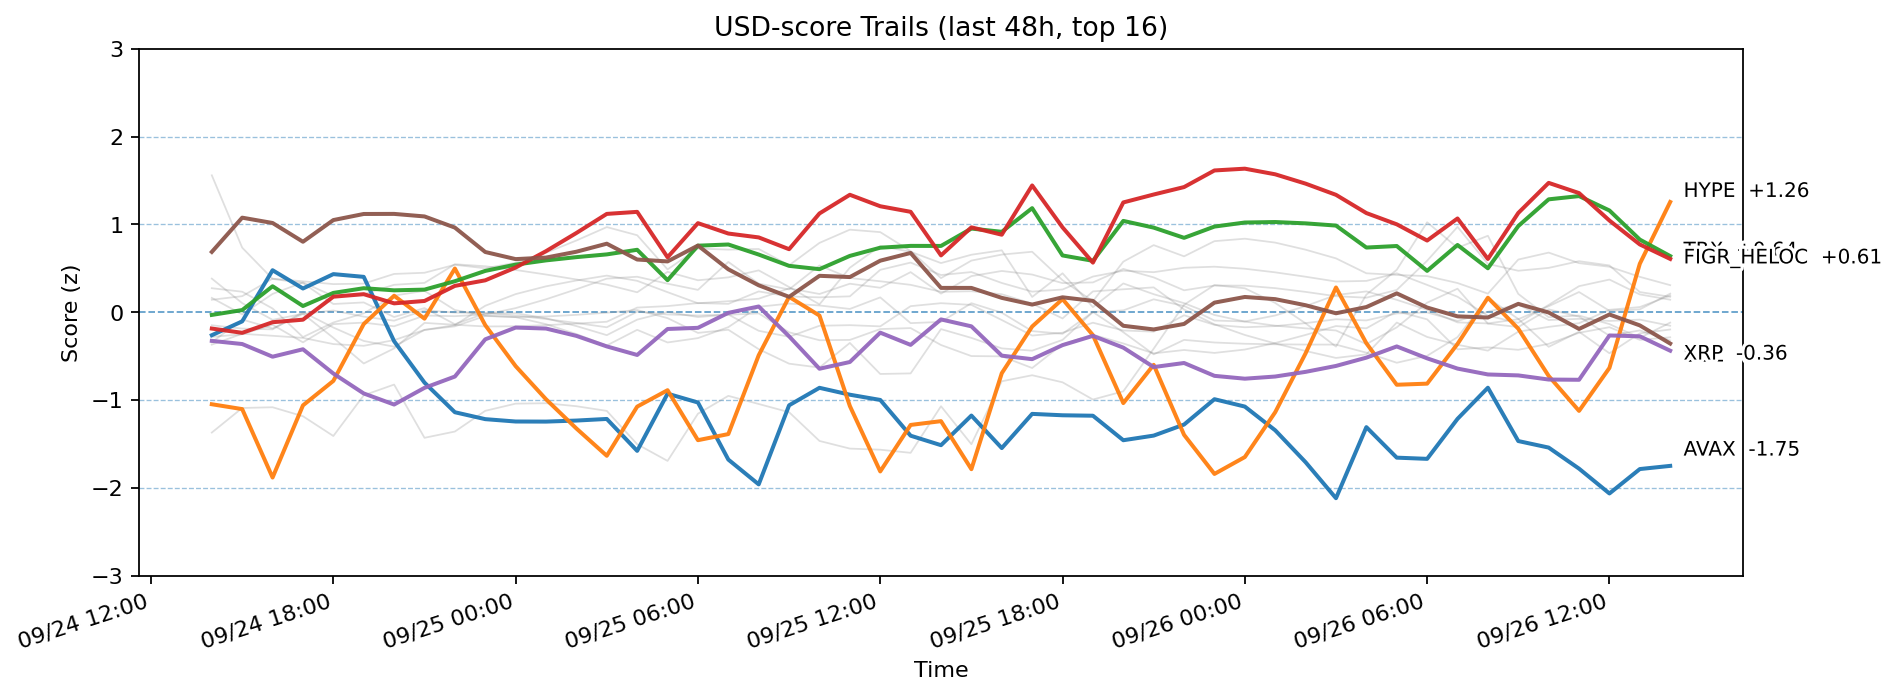 USD-score Trails (last 48h, top 16)
Score (z)
3
2
1
0
−1
−2
−3
HYPE +1.26
FIGR_HELOC +0.61
XRP -0.36
AVAX -1.75
09/24 12:00
09/24 18:00
09/25 00:00
09/25 06:00
09/25 12:00
09/25 18:00
09/26 00:00
09/26 06:00
09/26 12:00
Time